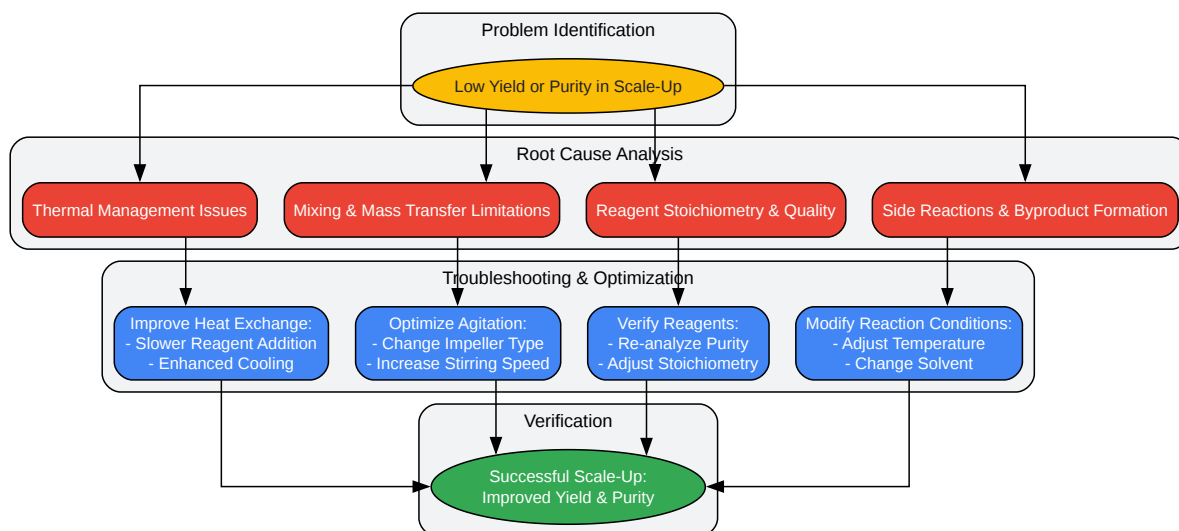 Problem Identification
Low Yield or Purity in Scale-Up
Root Cause Analysis
Thermal Management Issues
Mixing & Mass Transfer Limitations
Reagent Stoichiometry & Quality
Side Reactions & Byproduct Formation
Troubleshooting & Optimization
Improve Heat Exchange:
- Slower Reagent Addition
- Enhanced Cooling
Optimize Agitation:
- Change Impeller Type
- Increase Stirring Speed
Verify Reagents:
- Re-analyze Purity
- Adjust Stoichiometry
Modify Reaction Conditions:
- Adjust Temperature
- Change Solvent
Verification
Successful Scale-Up:
Improved Yield & Purity